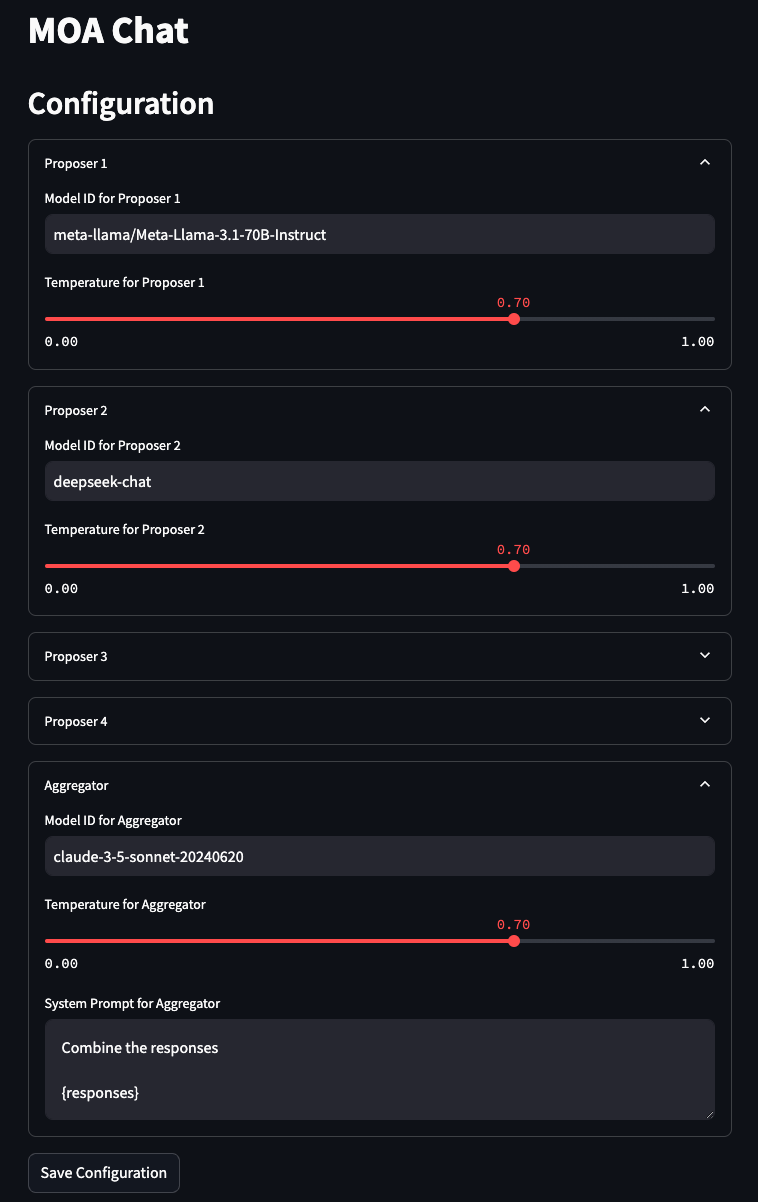 MOA Chat
Configuration
Proposer 1
Model ID for Proposer 1
meta-llama/Meta-Llama-3.1-70B-Instruct
Temperature for Proposer 1
0.70
0.00 1.00
Proposer 2
Model ID for Proposer 2
deepseek-chat
Temperature for Proposer 2
0.70
0.00 1.00
Proposer 3
Proposer 4
Aggregator
Model ID for Aggregator
claude-3-5-sonnet-20240620
Temperature for Aggregator
0.70
0.00 1.00
System Prompt for Aggregator
Combine the responses
{responses}
Save Configuration